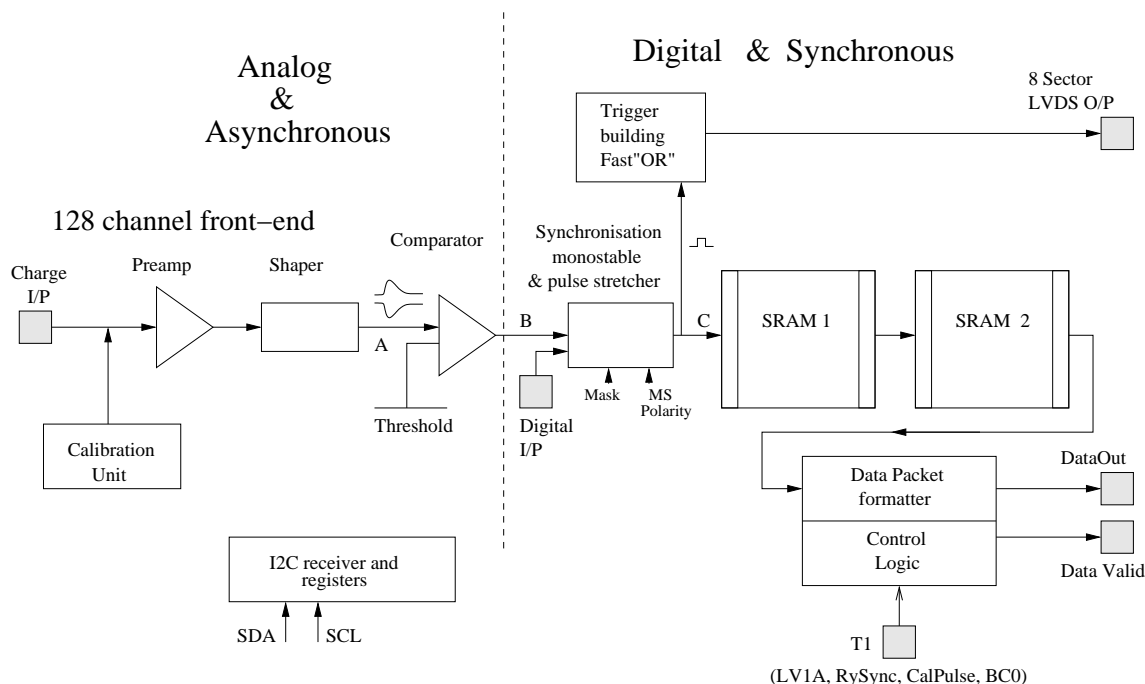 Analog
&
Asynchronous
Digital & Synchronous
8 Sector
LVDS O/P
Trigger
building
Fast"OR"
128 channel front−end
Charge
I/P
Preamp
Shaper
Comparator
Synchronisation
monostable
& pulse stretcher
A
B
C
SRAM 1
SRAM 2
Threshold
Digital
I/P
Mask
MS
Polarity
Calibration
Unit
Data Packet
formatter
Control
Logic
DataOut
Data Valid
I2C receiver and
registers
SDA
SCL
T1
(LV1A, RySync, CalPulse, BC0)